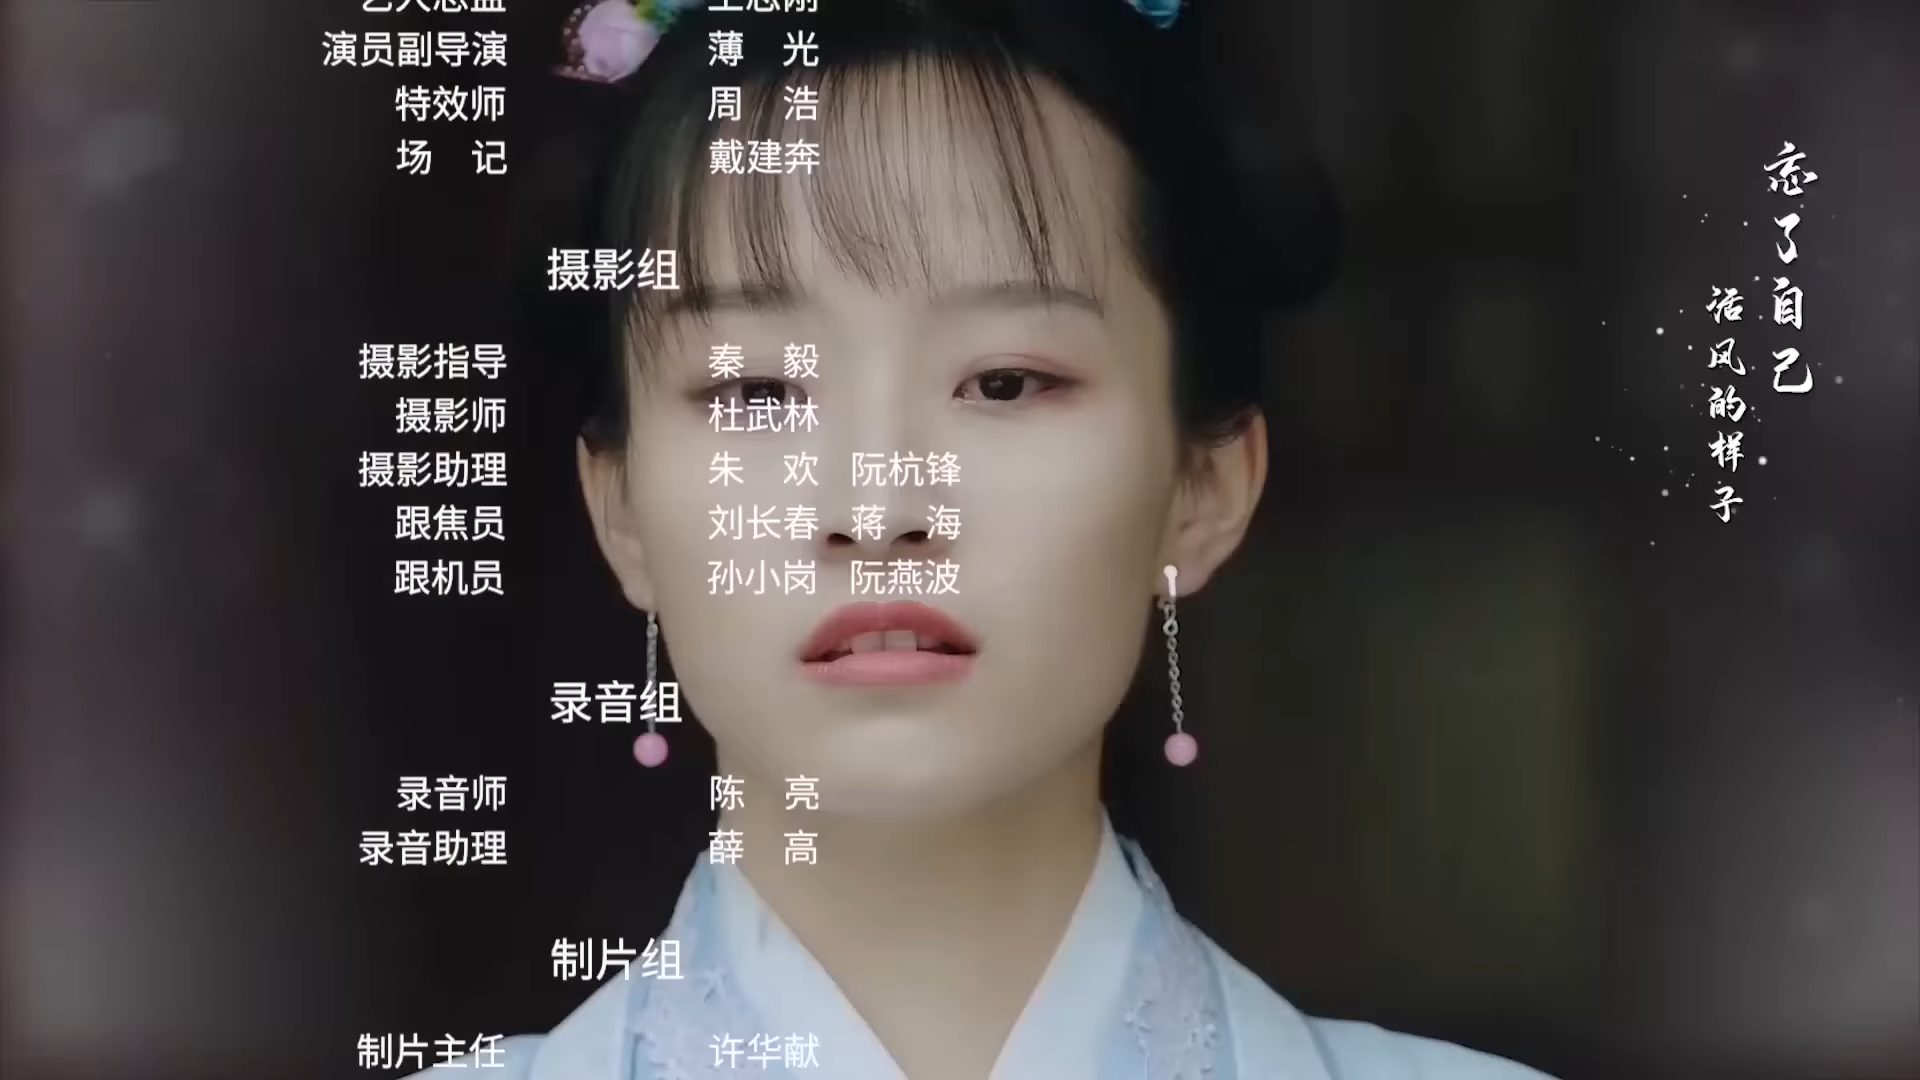 演员副导演 薄 光
特效师 周 浩
场 记 戴建奔
摄影组
摄影指导 秦 毅
摄影师 杜武林
摄影助理 朱 欢 阮杭锋
跟焦员 刘长春 蒋 海
跟机员 孙小岗 阮燕波
录音组
录音师 陈 亮
录音助理 薛 高
制片组
制片主任 许华献
忘了自己
活风的样子